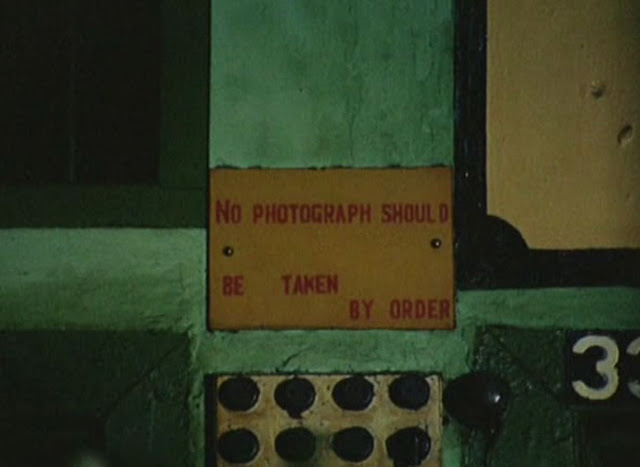 No PHOTOGRAPH SHOULD
BE TAKEN
BY ORDER
33